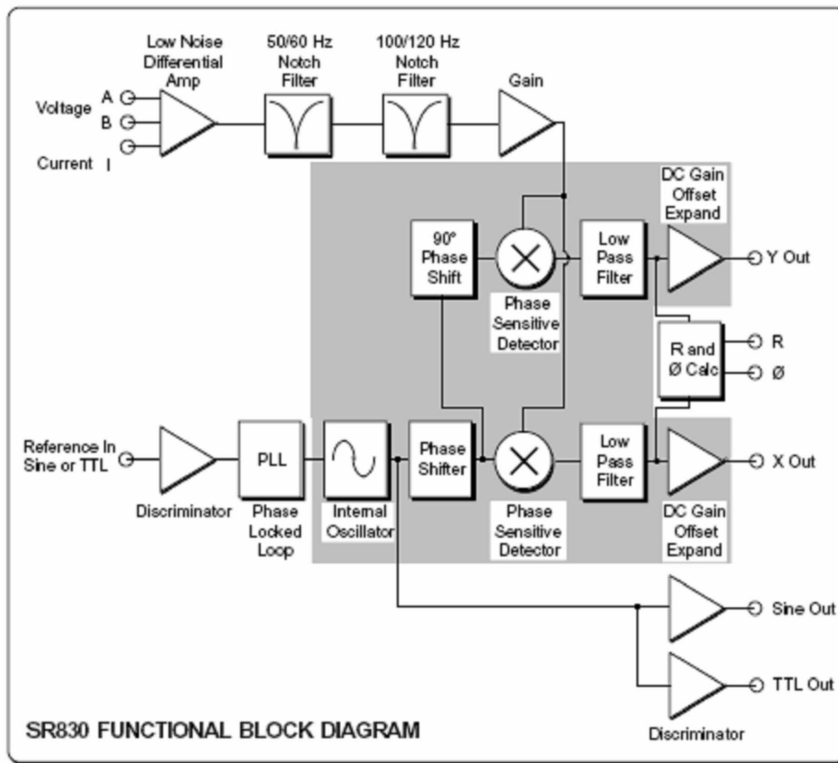 Low Noise
Differential
Amp
50/60 Hz
Notch
Filter
100/120 Hz
Notch
Filter
Gain
Voltage
A
B
Current
I
DC Gain
Offset
Expand
90°
Phase
Shift
Low
Pass
Filter
Y Out
Phase
Sensitive
Detector
R and
Ø Calc
R
Ø
Reference In
Sine or TTL
PLL
Phase
Shifter
Low
Pass
Filter
X Out
Discriminator
Phase
Locked
Loop
Internal
Oscillator
Phase
Sensitive
Detector
DC Gain
Offset
Expand
Sine Out
TTL Out
Discriminator
SR830 FUNCTIONAL BLOCK DIAGRAM